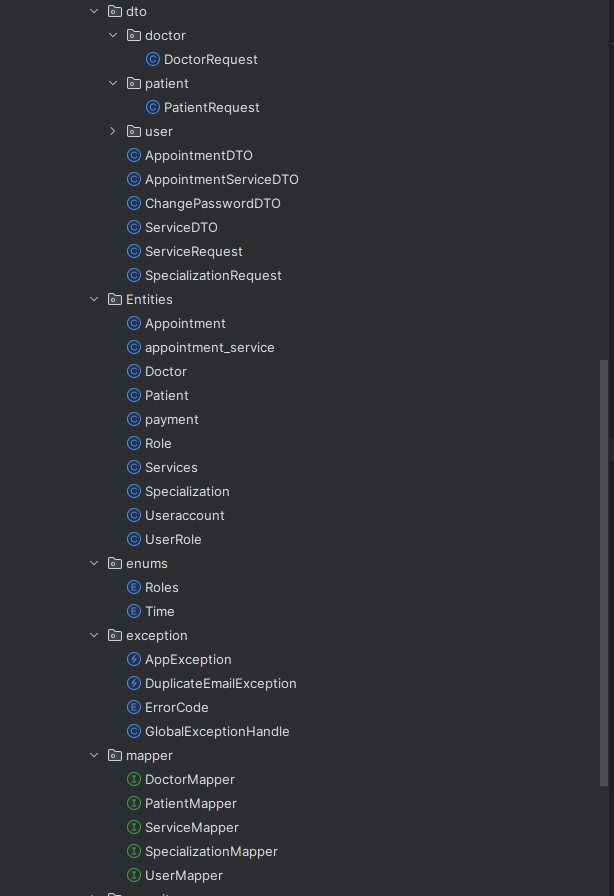 dto
doctor
DoctorRequest
patient
PatientRequest
user
AppointmentDTO
AppointmentServiceDTO
ChangePasswordDTO
ServiceDTO
ServiceRequest
SpecializationRequest
Entities
Appointment
appointment_service
Doctor
Patient
payment
Role
Services
Specialization
Useraccount
UserRole
enums
Roles
Time
exception
AppException
DuplicateEmailException
ErrorCode
GlobalExceptionHandle
mapper
DoctorMapper
PatientMapper
ServiceMapper
SpecializationMapper
UserMapper